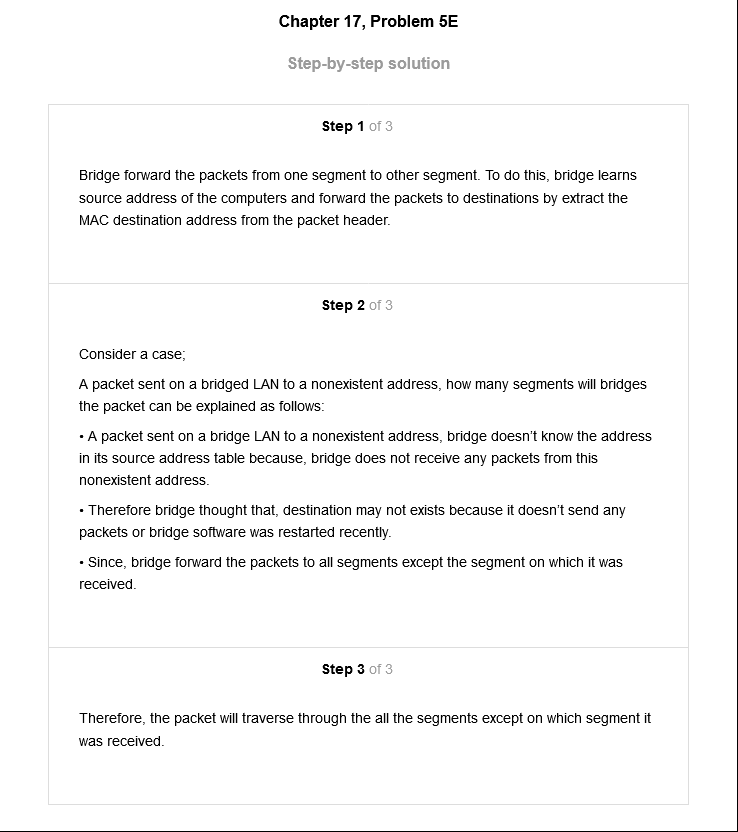 Chapter 17, Problem 5E
Step-by-step solution
Step 1 of 3
Bridge forward the packets from one segment to other segment. To do this, bridge learns
source address of the computers and forward the packets to destinations by extract the
MAC destination address from the packet header.
Step 2 of 3
Consider a case;
A packet sent on a bridged LAN to a nonexistent address, how many segments will bridges
the packet can be explained as follows:
• A packet sent on a bridge LAN to a nonexistent address, bridge doesn't know the address
in its source address table because, bridge does not receive any packets from this
nonexistent address.
• Therefore bridge thought that, destination may not exists because it doesn't send any
packets or bridge software was restarted recently.
• Since, bridge forward the packets to all segments except the segment on which it was
received.
Step 3 of 3
Therefore, the packet will traverse through the all the segments except on which segment it
was received.